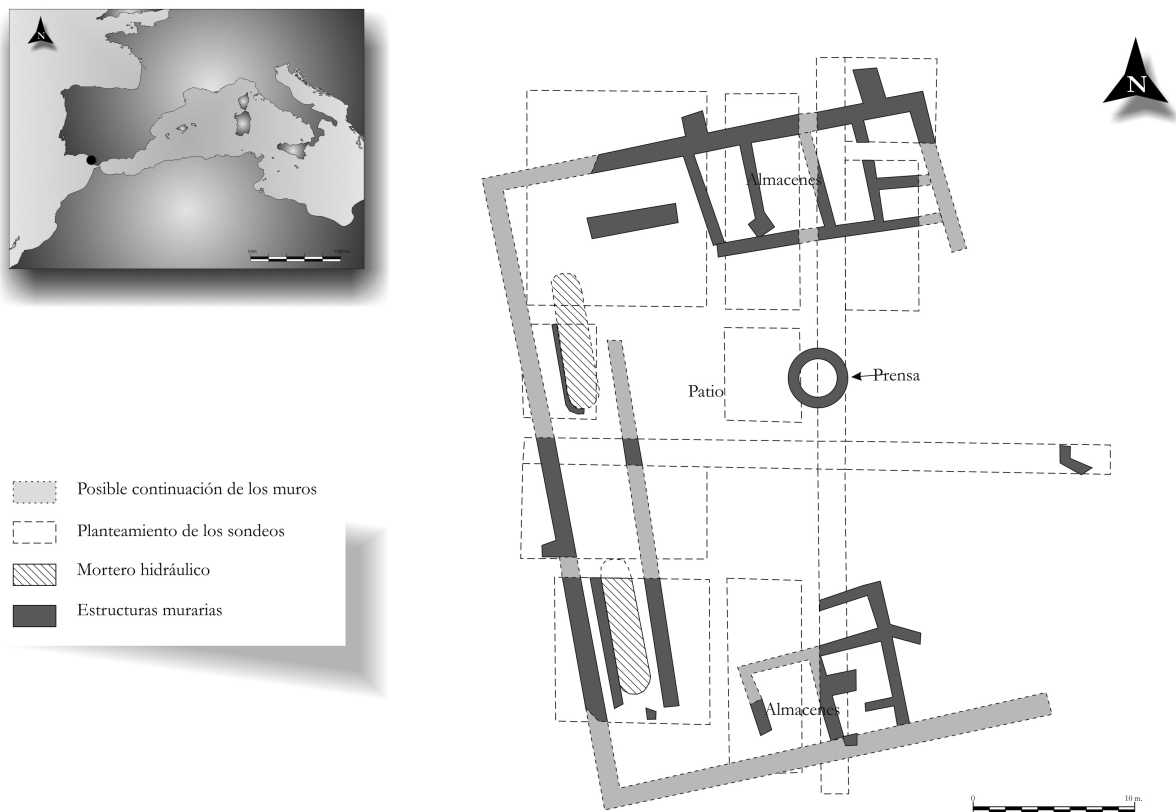 N
N
Almacenes
Prensa
Patio
Posible continuación de los muros
Planteamiento de los sondeos
Mortero hidráulico
Estructuras murarias
Almacenes
0
10 m.